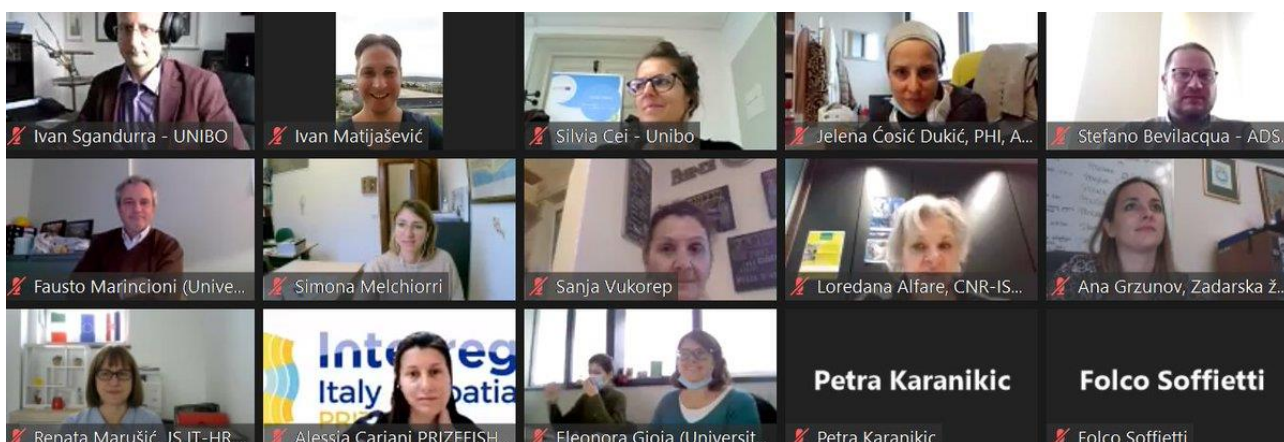 Ivan Sgandurra - UNIBO
Ivan Matijašević
Silvia Cei - Unibo
Jelena Ćosić Dukić, PHI, A...
Stefano Bevilacqua - ADS.
Fausto Marincioni (Unive...
Simona Melchiorri
Sanja Vukorep
Loredana Alfare, CNR-IS...
Ana Grzunov, Zadarska ž...
Petra Karanikic
Folco Soffietti
Renata Marušić JS IT-HR
Italy
Alessia Cariani PRIZEFISH
Eleonora Gioia (Universit
Petra Karanikic
Folco Soffietti